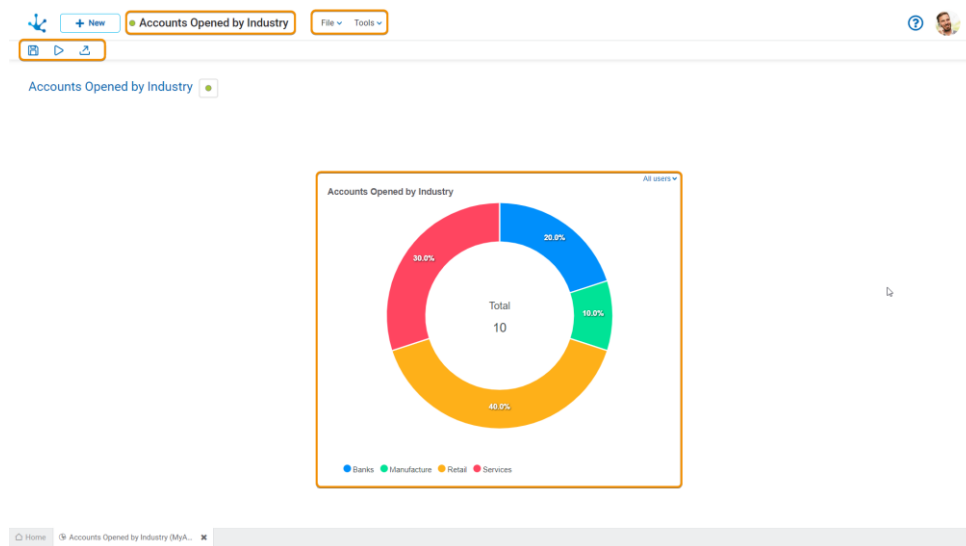 + New
Accounts Opened by Industry
File Tools
?
Accounts Opened by Industry
All users
Accounts Opened by Industry
20.0%
30.0%
Total
10.0%
10
40.0%
Banks Manufacture Retail Services
Home Accounts Opened by Industry (MyA...